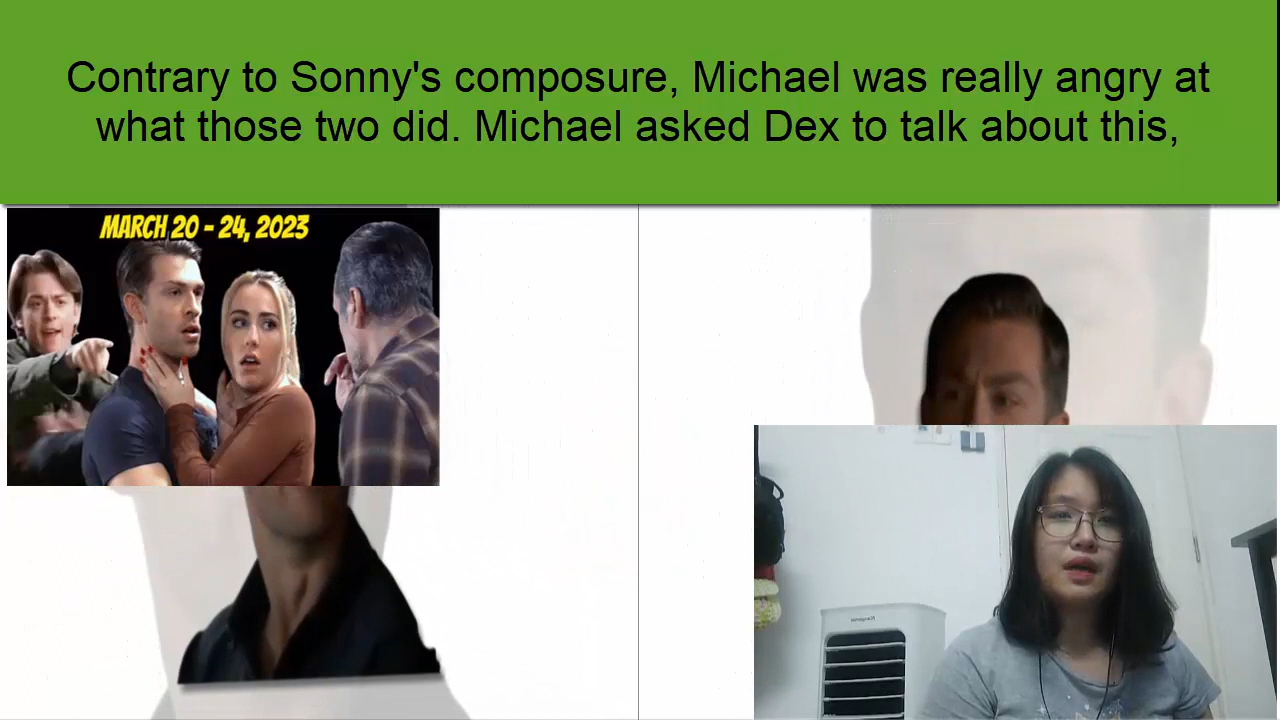 Contrary to Sonny's composure, Michael was really angry at
what those two did. Michael asked Dex to talk about this,
MARCH 20 - 24, 2023